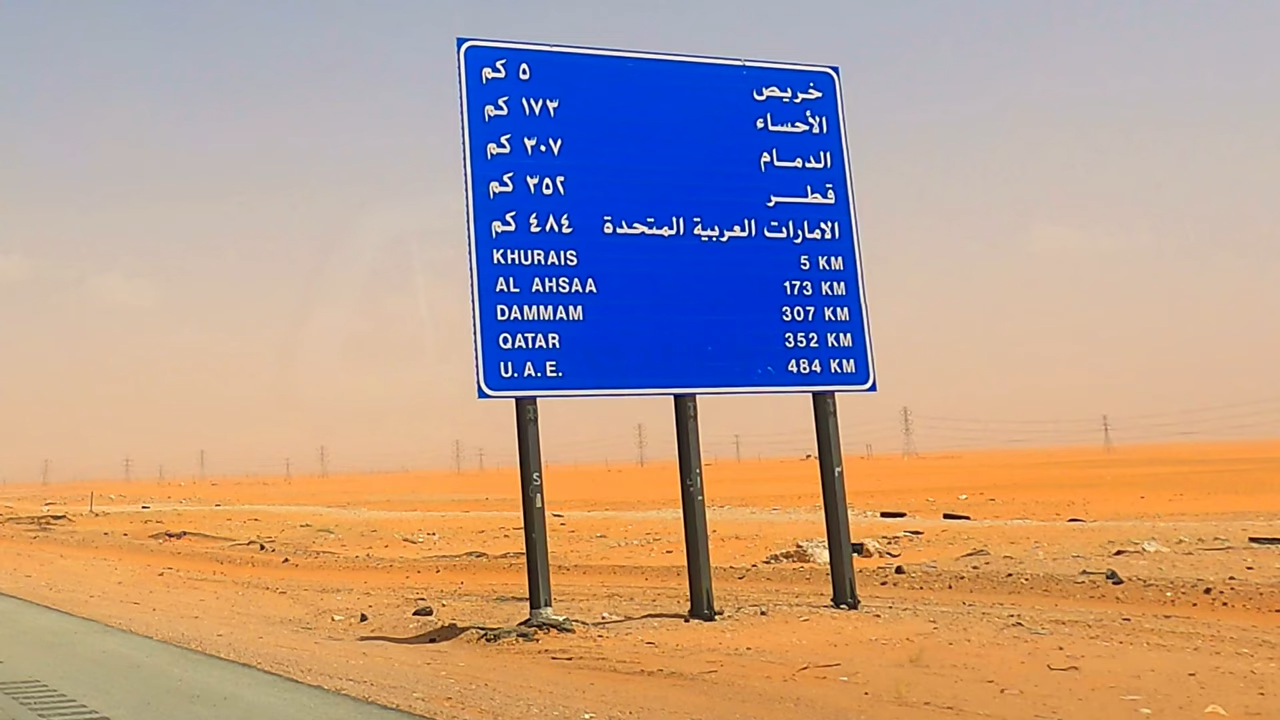 خريص ٥ كم
الأحساء ١٧٣ كم
الدمام ٣٠٧ كم
قطر ٣٥٢ كم
الامارات العربية المتحدة ٤٨٤ كم
KHURAIS 5 KM
AL AHSAA 173 KM
DAMMAM 307 KM
QATAR 352 KM
U.A.E. 484 KM